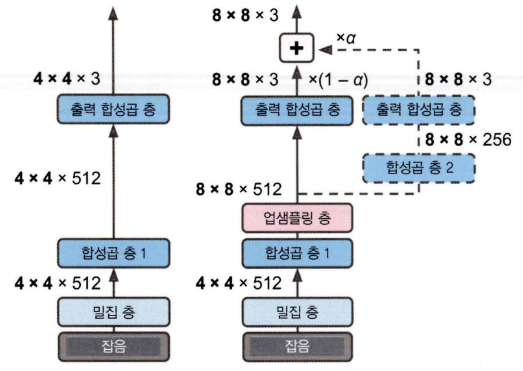 4 × 4 × 3
출력 합성곱 층
4 × 4 × 512
합성곱 층 1
4 × 4 × 512
밀집 층
잡음
8 × 8 × 3
+
×α
8 × 8 × 3 ×(1 − α)
8 × 8 × 3
출력 합성곱 층
출력 합성곱 층
8 × 8 × 256
합성곱 층 2
8 × 8 × 512
업샘플링 층
합성곱 층 1
4 × 4 × 512
밀집 층
잡음